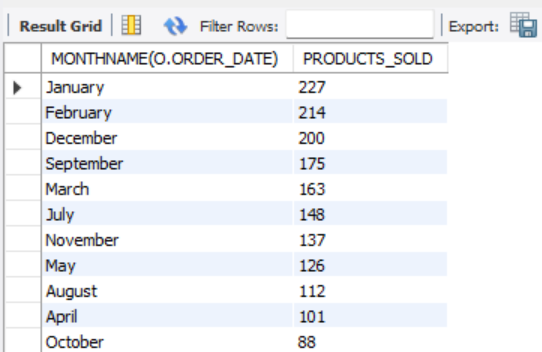 Result Grid Filter Rows: Export:
MONTHNAME(O.ORDER_DATE) PRODUCTS_SOLD
January 227
February 214
December 200
September 175
March 163
July 148
November 137
May 126
August 112
April 101
October 88